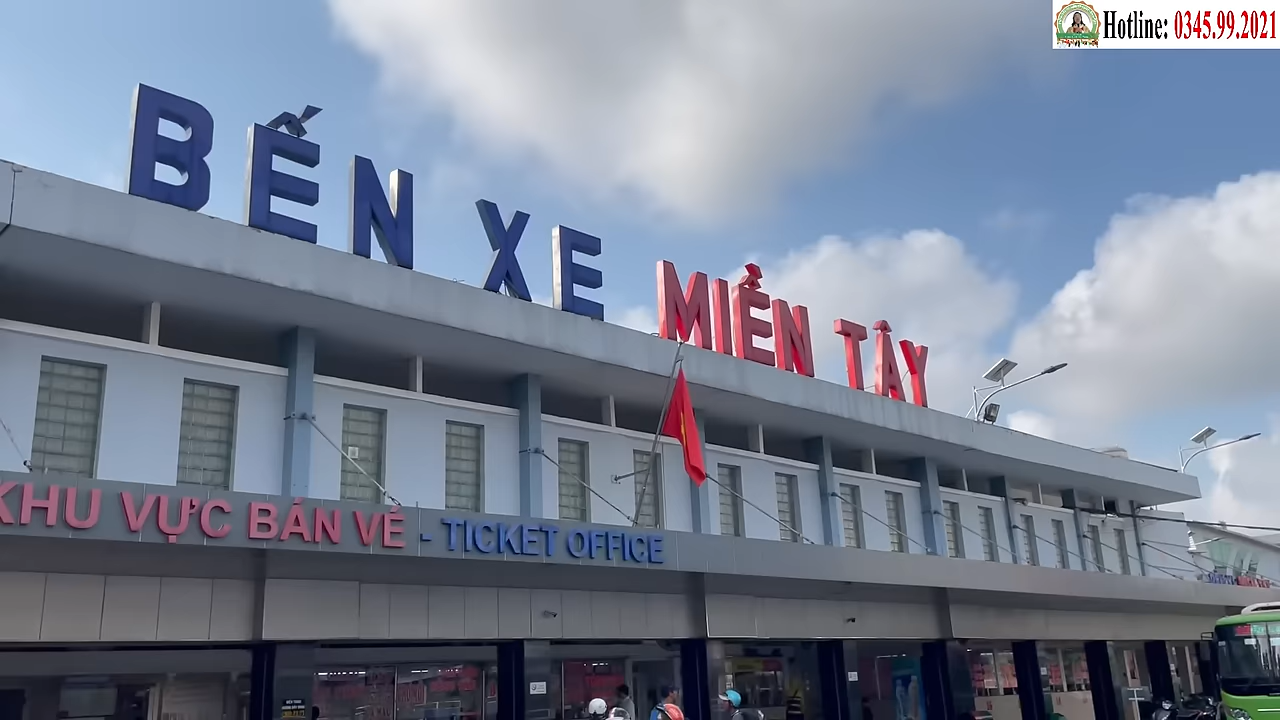 Hotline: 0345.99.2021
BẾN XE MIỀN TÂY
KHU VỰC BÁN VÉ - TICKET OFFICE